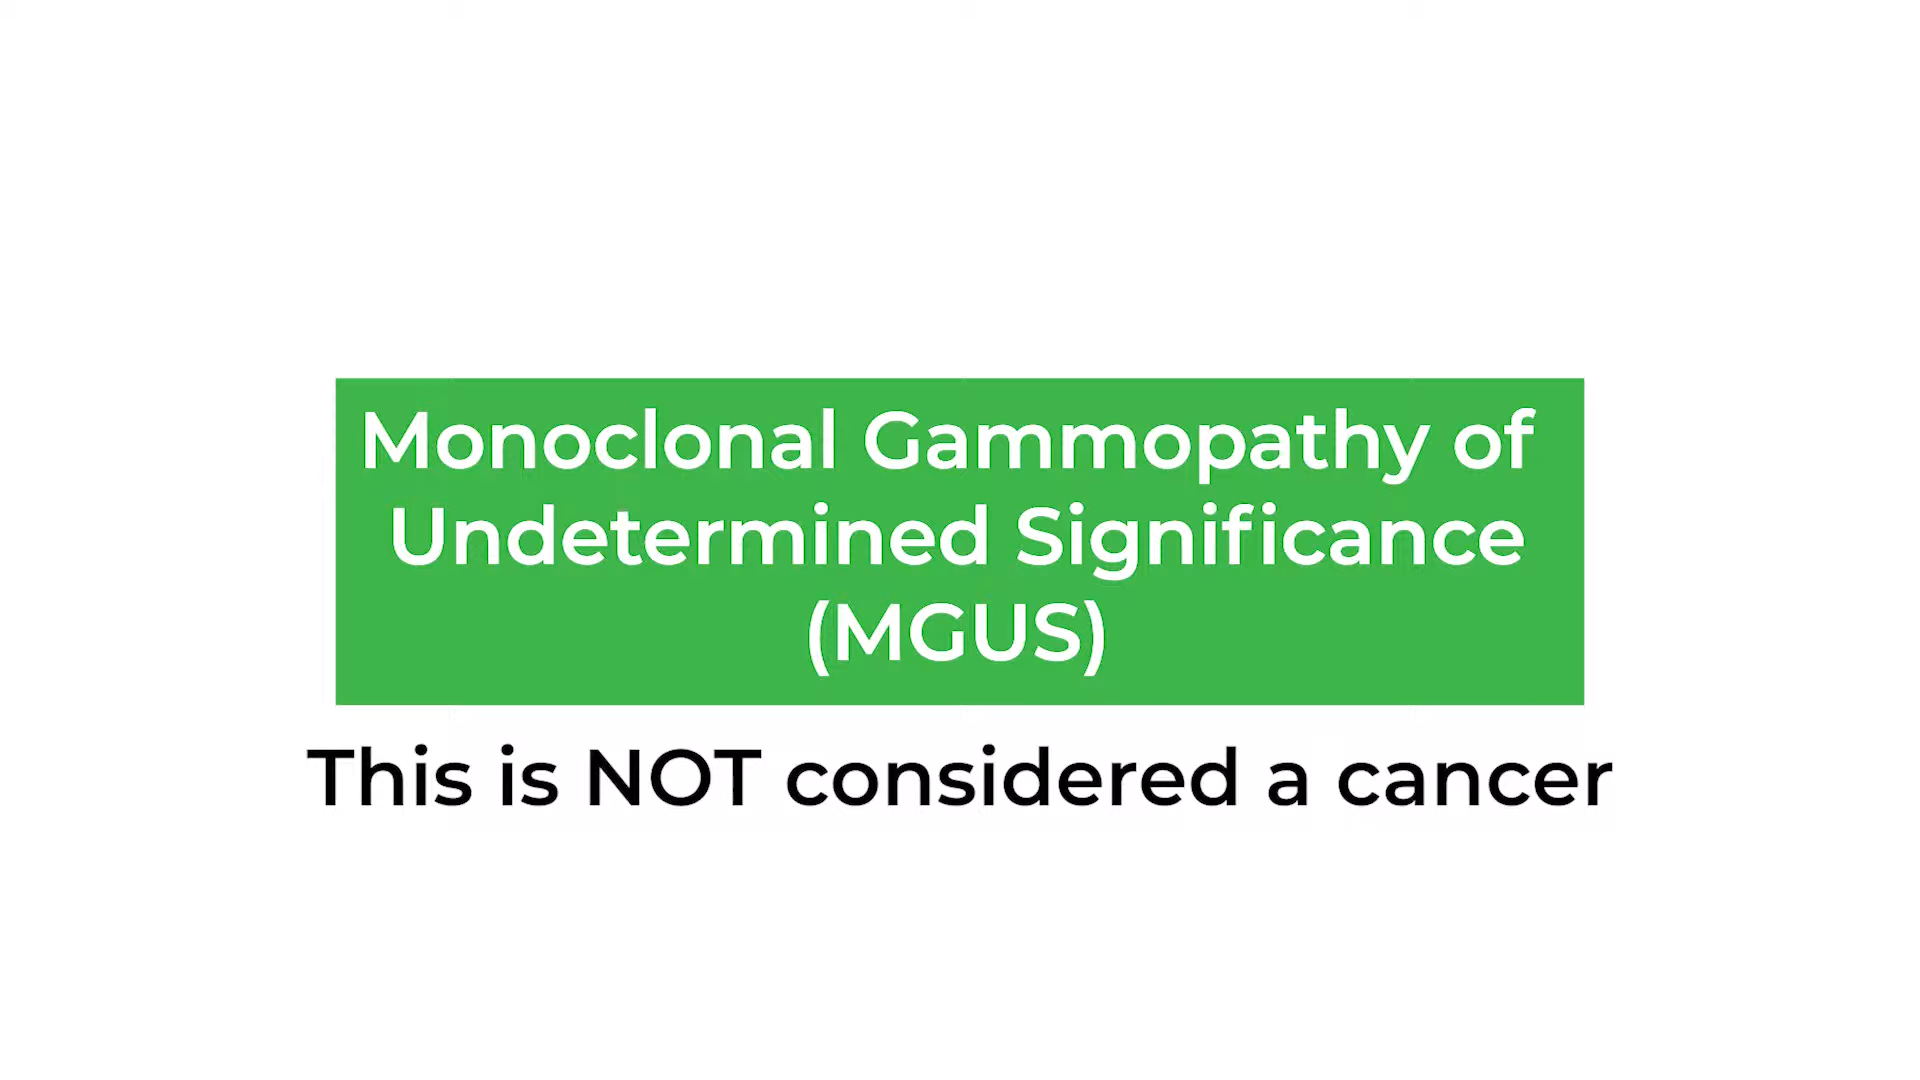 Monoclonal Gammopathy of
Undetermined Significance
(MGUS)
This is NOT considered a cancer